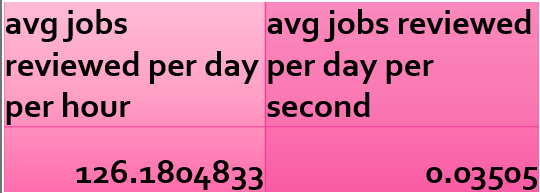 avg jobs
reviewed per day
per hour
avg jobs reviewed
per day per
second
126.1804833
0.03505